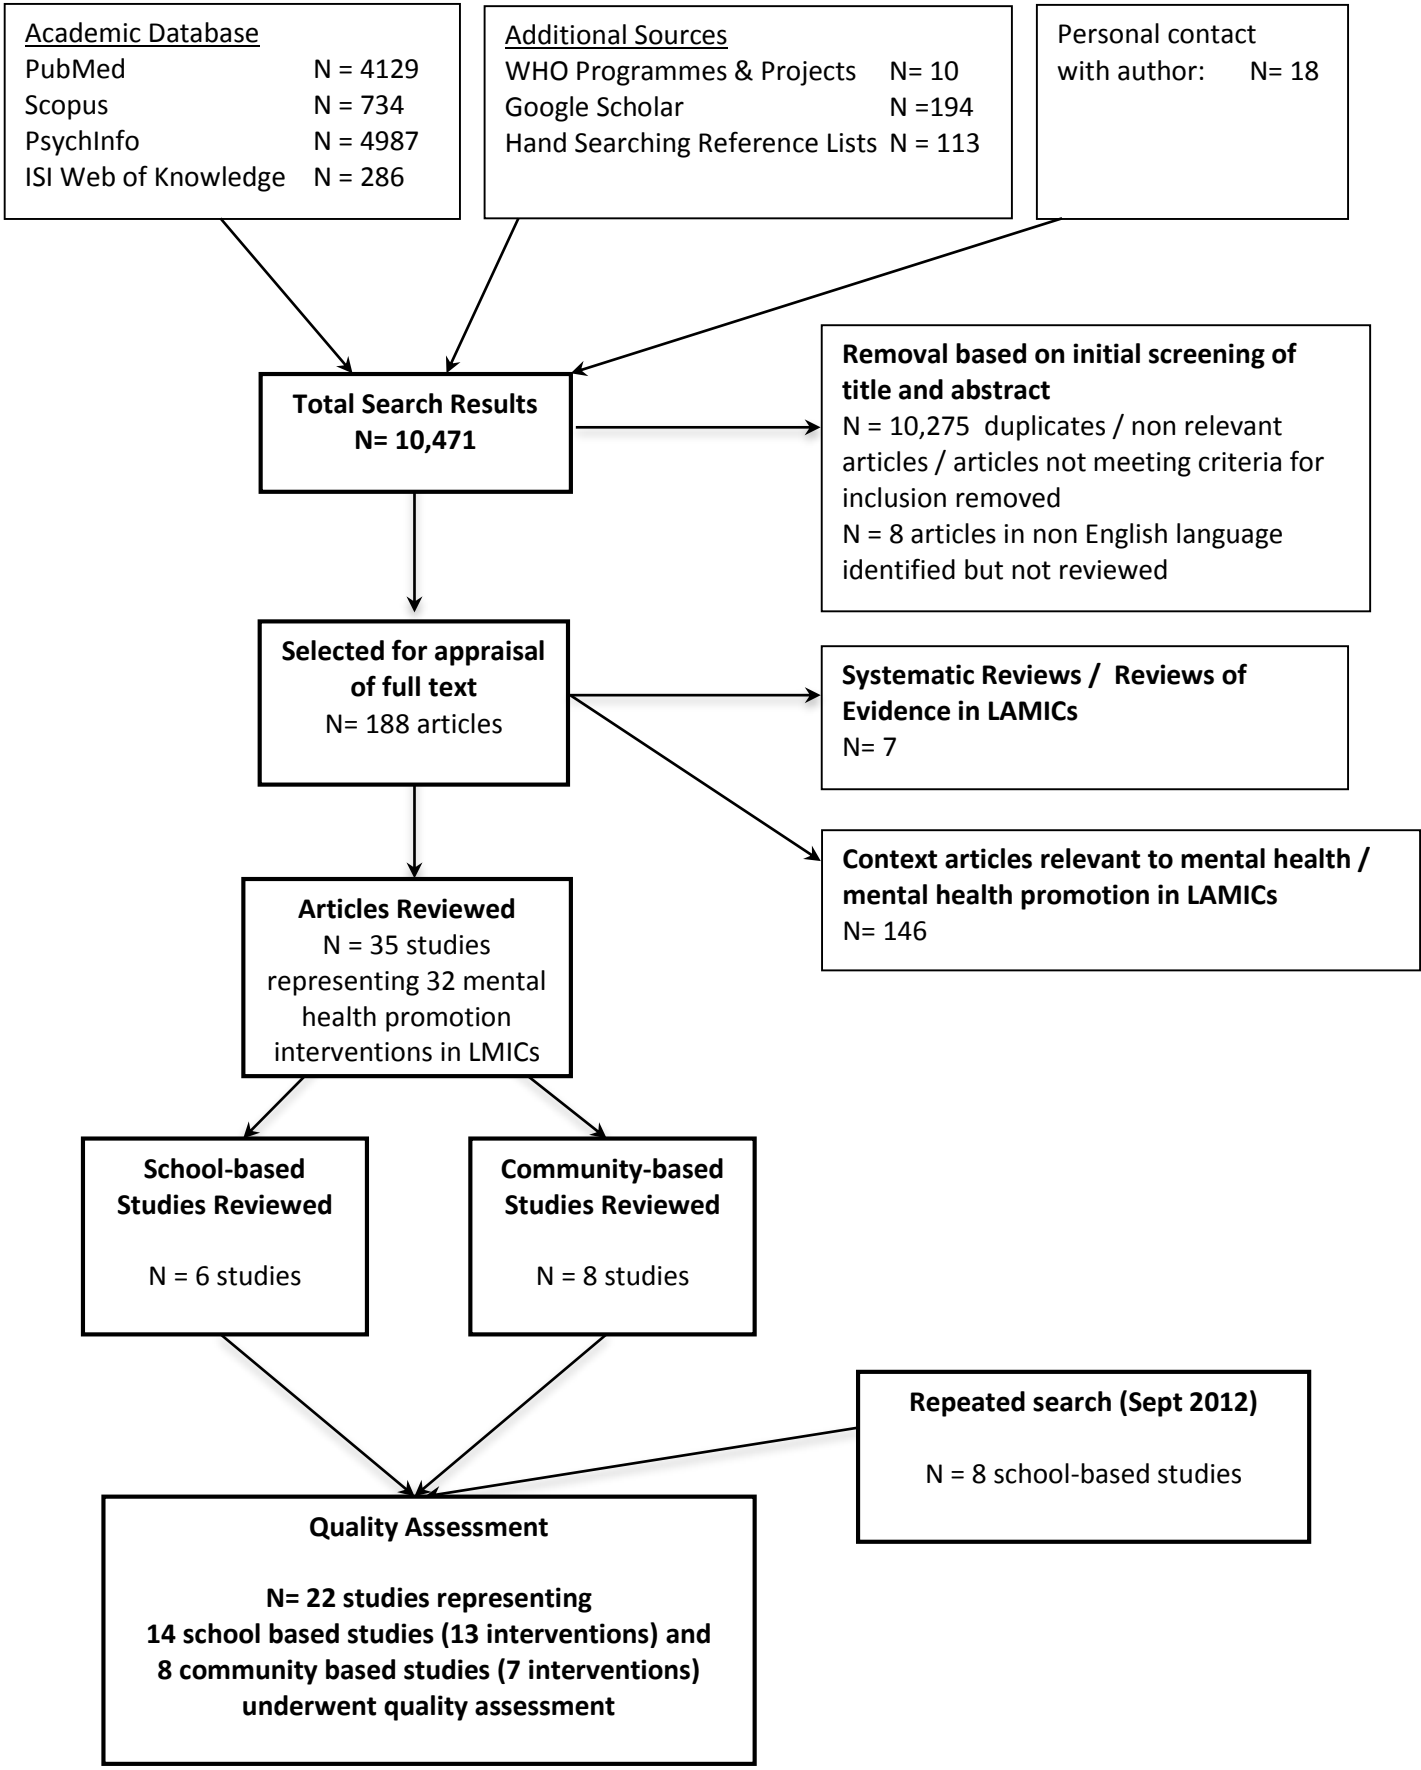 Academic Database
PubMed N = 4129
Scopus N = 734
PsychInfo N = 4987
ISI Web of Knowledge N = 286
Additional Sources
WHO Programmes & Projects N= 10
Google Scholar N =194
Hand Searching Reference Lists N = 113
Personal contact
with author: N= 18
Total Search Results
N= 10,471
Removal based on initial screening of
title and abstract
N = 10,275 duplicates / non relevant
articles / articles not meeting criteria for
inclusion removed
N = 8 articles in non English language
identified but not reviewed
Selected for appraisal
of full text
N= 188 articles
Systematic Reviews / Reviews of
Evidence in LAMICs
N= 7
Context articles relevant to mental health /
mental health promotion in LAMICs
N= 146
Articles Reviewed
N = 35 studies
representing 32 mental
health promotion
interventions in LMICs
School-based
Studies Reviewed
N = 6 studies
Community-based
Studies Reviewed
N = 8 studies
Repeated search (Sept 2012)
N = 8 school-based studies
Quality Assessment
N= 22 studies representing
14 school based studies (13 interventions) and
8 community based studies (7 interventions)
underwent quality assessment